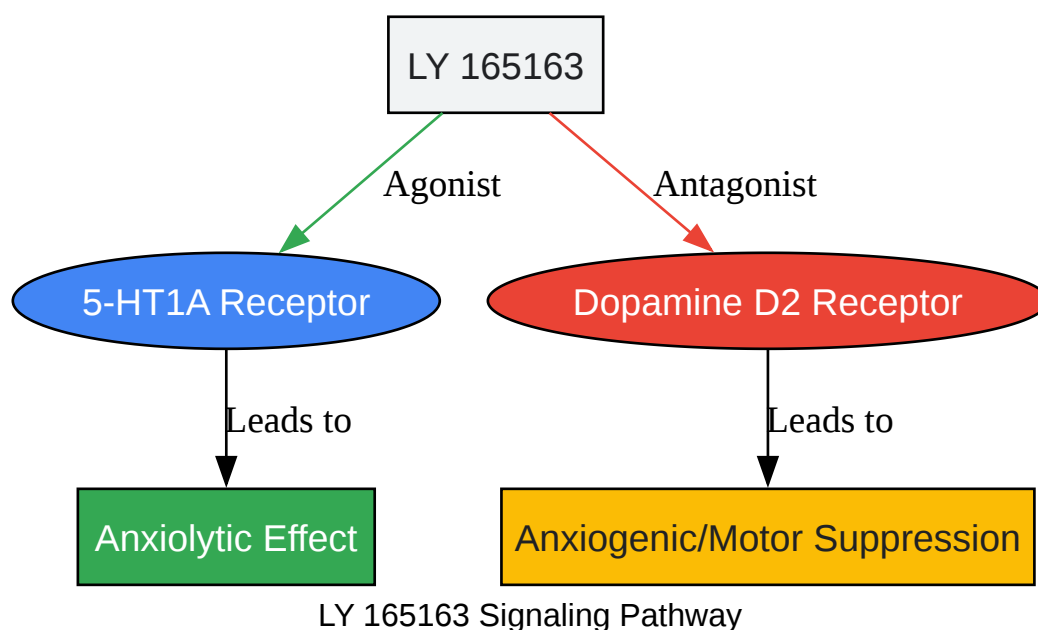 LY 165163
Agonist
Antagonist
5-HT1A Receptor
Dopamine D2 Receptor
Leads to
Leads to
Anxiolytic Effect
Anxiogenic/Motor Suppression
LY 165163 Signaling Pathway